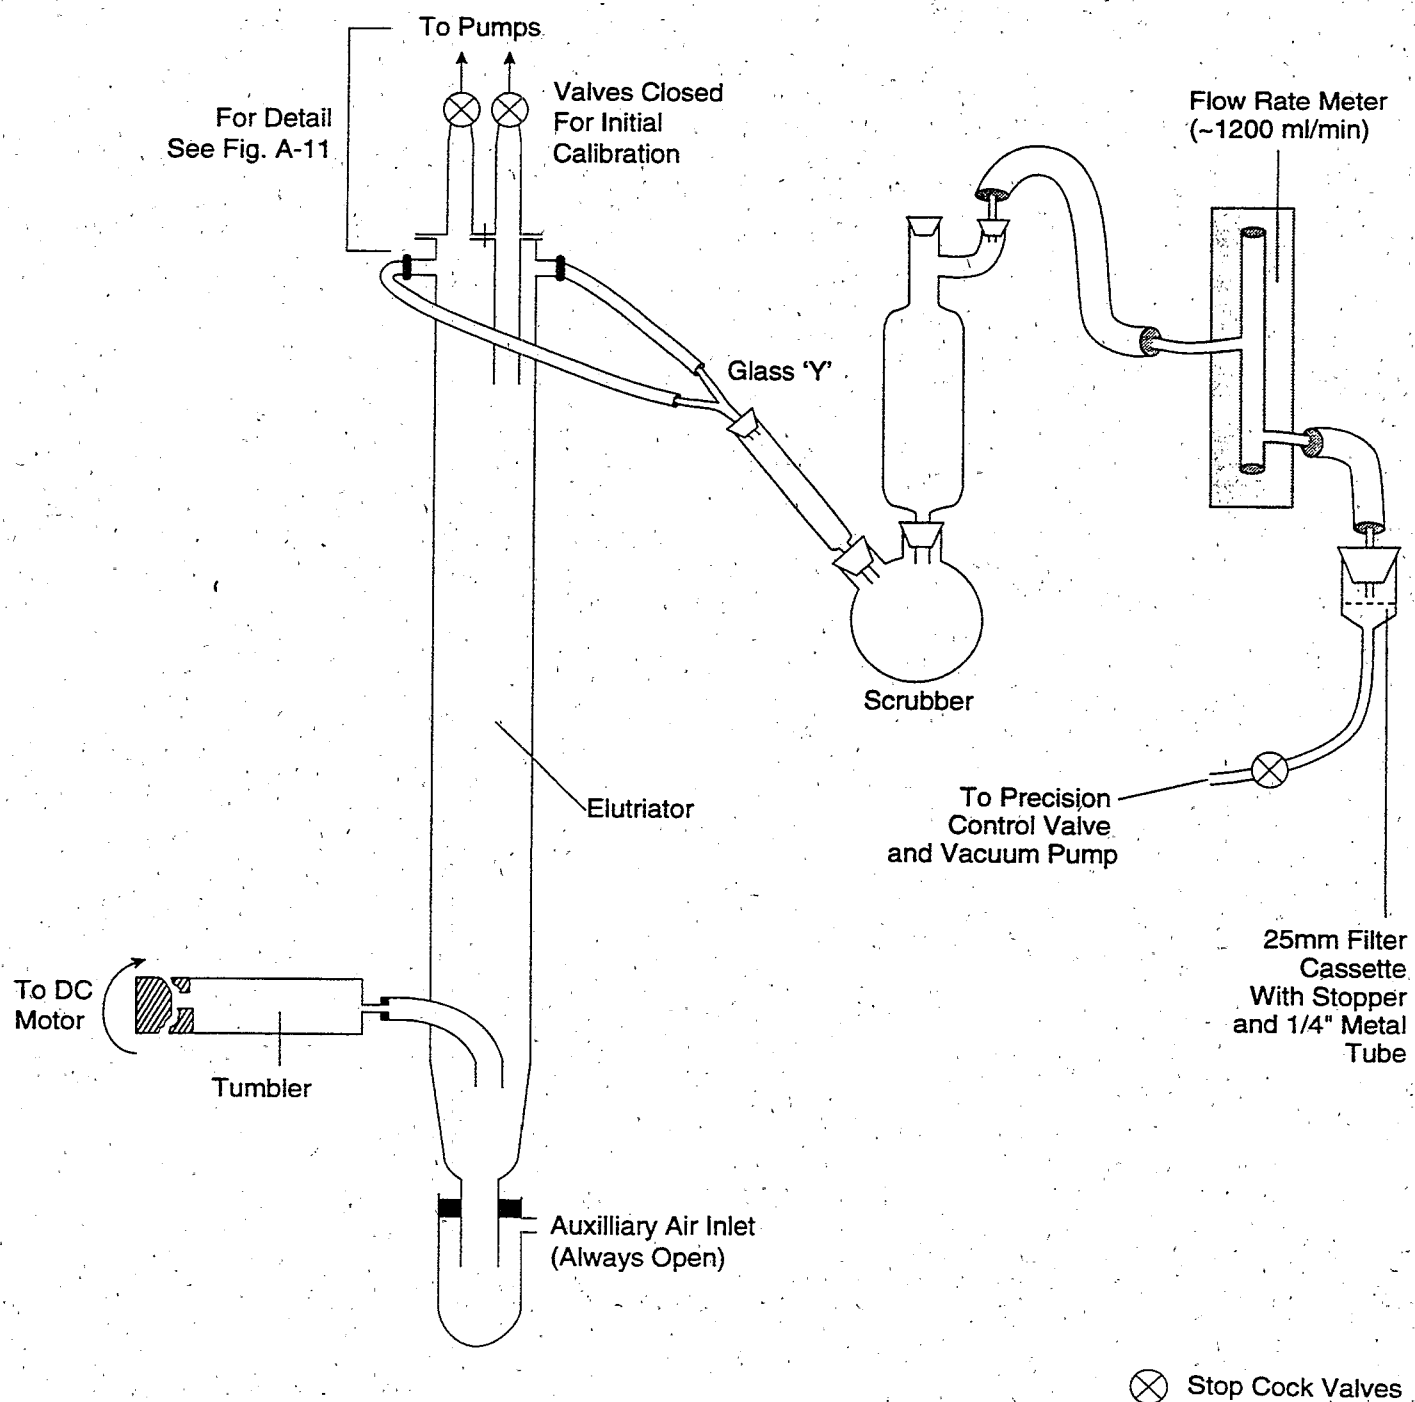 To Pumps
For Detail
See Fig. A-11
Valves Closed
For Initial
Calibration
Flow Rate Meter
(~1200 ml/min)
Glass ‘Y’
Scrubber
Elutriator
To Precision
Control Valve
and Vacuum Pump
25mm Filter
Cassette
With Stopper
and 1/4" Metal
Tube
To DC
Motor
Tumbler
Auxilliary Air Inlet
(Always Open)
Stop Cock Valves